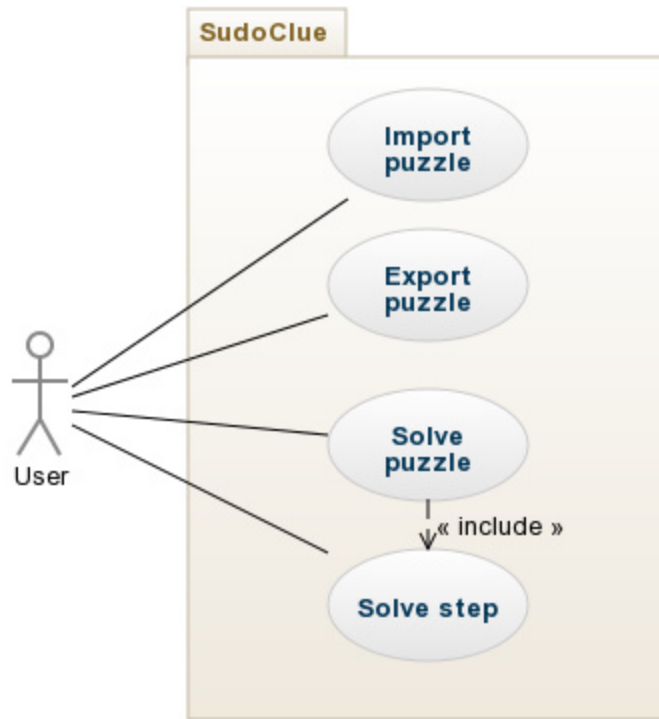 SudoClue
Import
puzzle
Export
puzzle
User
Solve
puzzle
« include »
Solve step